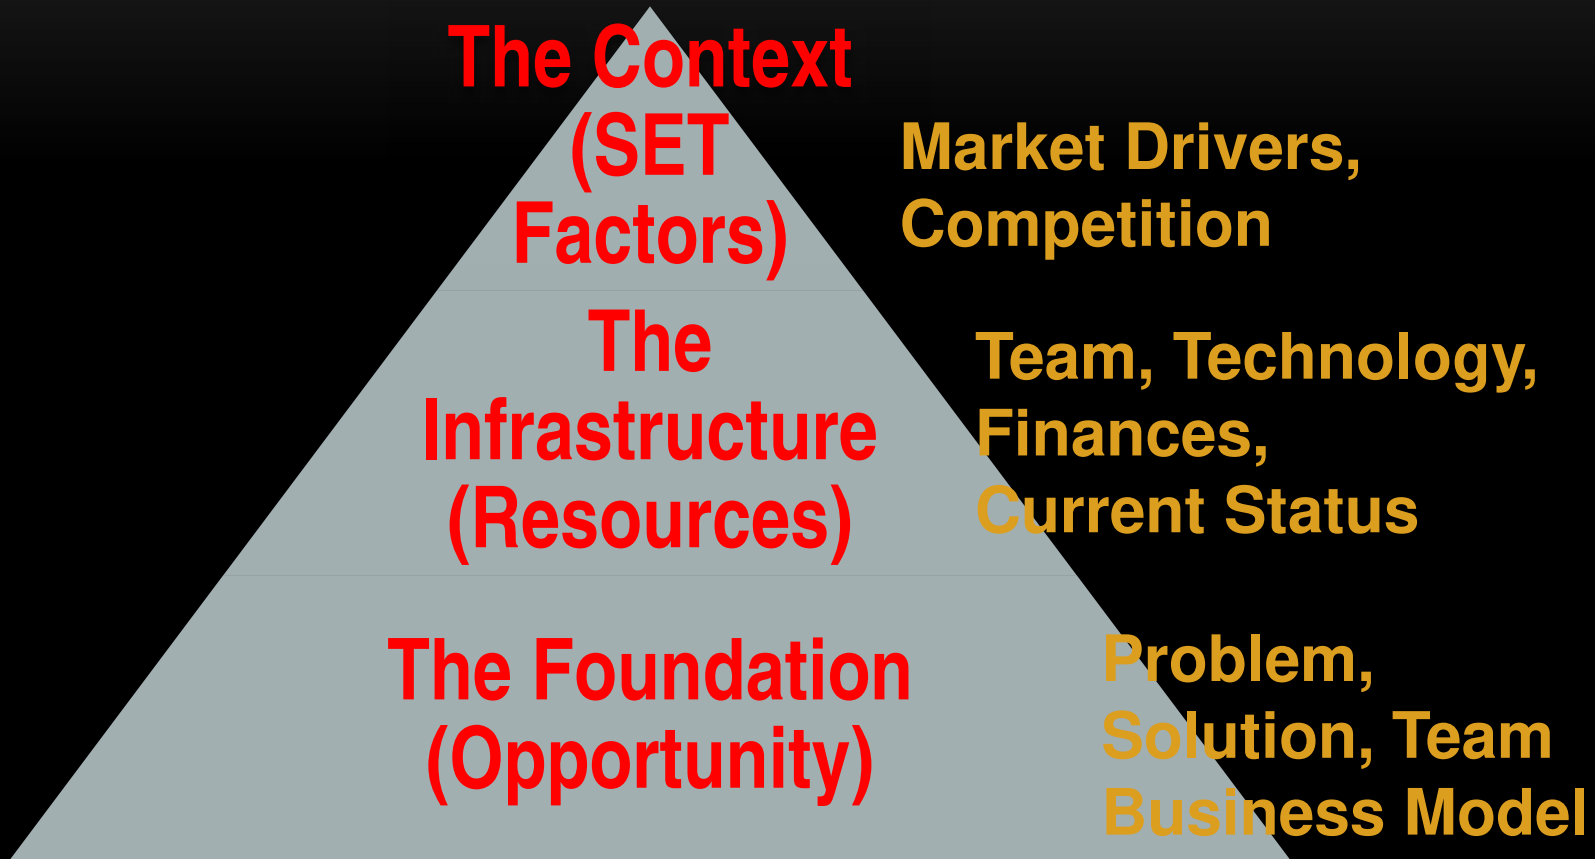 The Context
(SET
Factors)
Market Drivers,
Competition
The
Infrastructure
(Resources)
Team, Technology,
Finances,
Current Status
The Foundation
(Opportunity)
Problem,
Solution, Team
Business Model